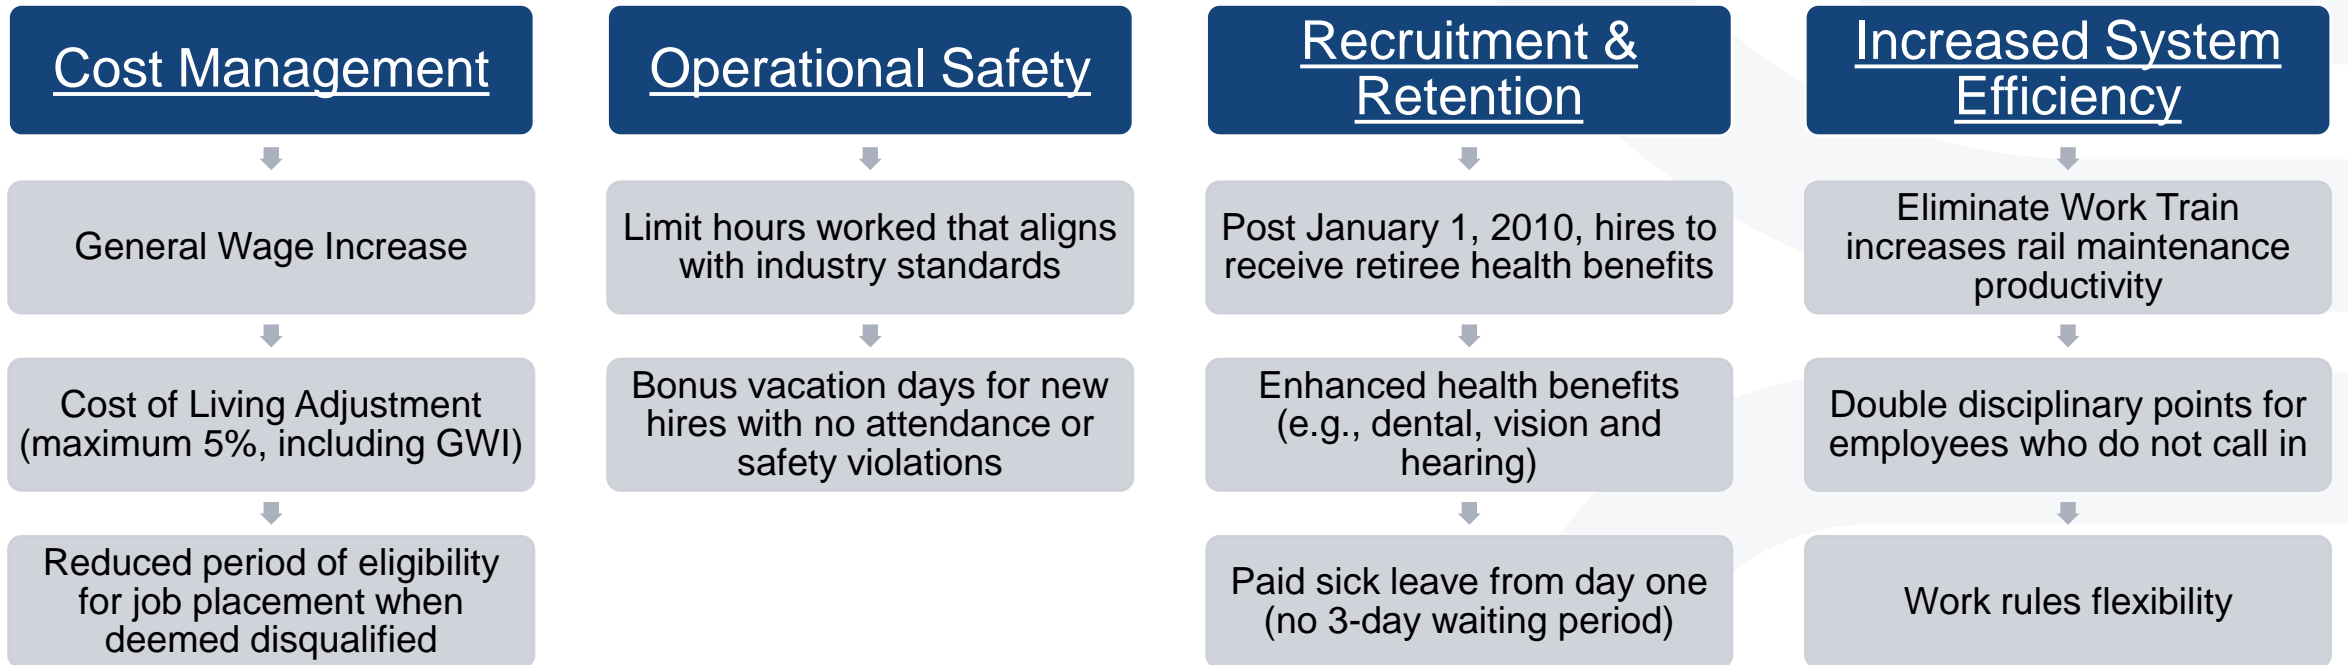 Cost Management
General Wage Increase
Cost of Living Adjustment
(maximum 5%, including GWI)
Reduced period of eligibility
for job placement when
deemed disqualified
Operational Safety
Limit hours worked that aligns
with industry standards
Bonus vacation days for new
hires with no attendance or
safety violations
Recruitment &
Retention
Post January 1, 2010, hires to
receive retiree health benefits
Enhanced health benefits
(e.g., dental, vision and
hearing)
Paid sick leave from day one
(no 3-day waiting period)
Increased System
Efficiency
Eliminate Work Train
increases rail maintenance
productivity
Double disciplinary points for
employees who do not call in
Work rules flexibility